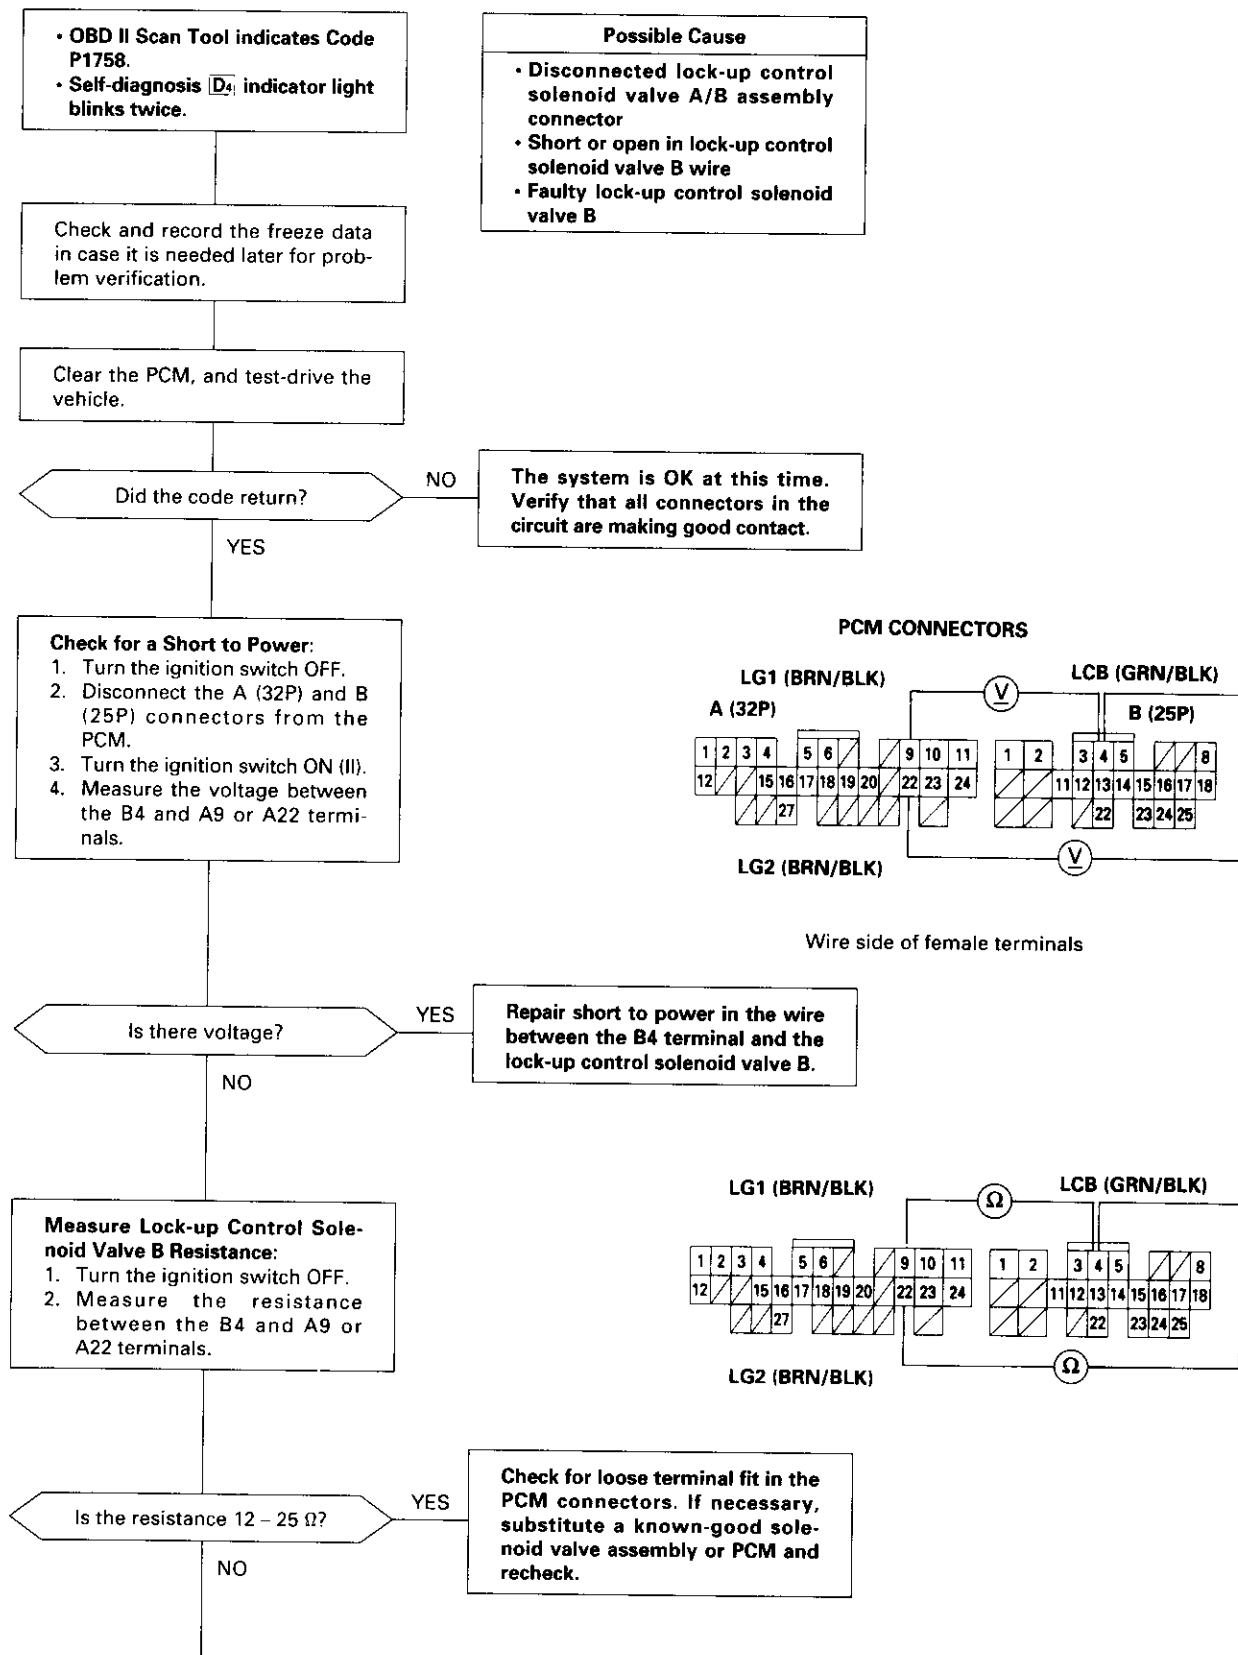 • OBD II Scan Tool indicates Code
P1758.
• Self-diagnosis D4 indicator light
blinks twice.
Possible Cause
• Disconnected lock-up control
solenoid valve A/B assembly
connector
• Short or open in lock-up control
solenoid valve B wire
• Faulty lock-up control solenoid
valve B
Check and record the freeze data
in case it is needed later for prob-
lem verification.
Clear the PCM, and test-drive the
vehicle.
Did the code return?
NO
The system is OK at this time.
Verify that all connectors in the
circuit are making good contact.
YES
Check for a Short to Power:
1. Turn the ignition switch OFF.
2. Disconnect the A (32P) and B
(25P) connectors from the
PCM.
3. Turn the ignition switch ON (II).
4. Measure the voltage between
the B4 and A9 or A22 termi-
nals.
PCM CONNECTORS
LG1 (BRN/BLK)
V
LCB (GRN/BLK)
A (32P)
B (25P)
1 2 3 4 5 6 9 10 11
12 15 16 17 18 19 20 22 23 24
27
1 2 3 4 5 8
11 12 13 14 15 16 17 18
22 23 24 25
LG2 (BRN/BLK)
V
Wire side of female terminals
Is there voltage?
YES
Repair short to power in the wire
between the B4 terminal and the
lock-up control solenoid valve B.
NO
Measure Lock-up Control Sole-
noid Valve B Resistance:
1. Turn the ignition switch OFF.
2. Measure the resistance
between the B4 and A9 or
A22 terminals.
LG1 (BRN/BLK)
Ω
LCB (GRN/BLK)
1 2 3 4 5 6 9 10 11
12 15 16 17 18 19 20 22 23 24
27
1 2 3 4 5 8
11 12 13 14 15 16 17 18
22 23 24 25
LG2 (BRN/BLK)
Ω
Is the resistance 12 – 25 Ω?
YES
Check for loose terminal fit in the
PCM connectors. If necessary,
substitute a known-good sole-
noid valve assembly or PCM and
recheck.
NO